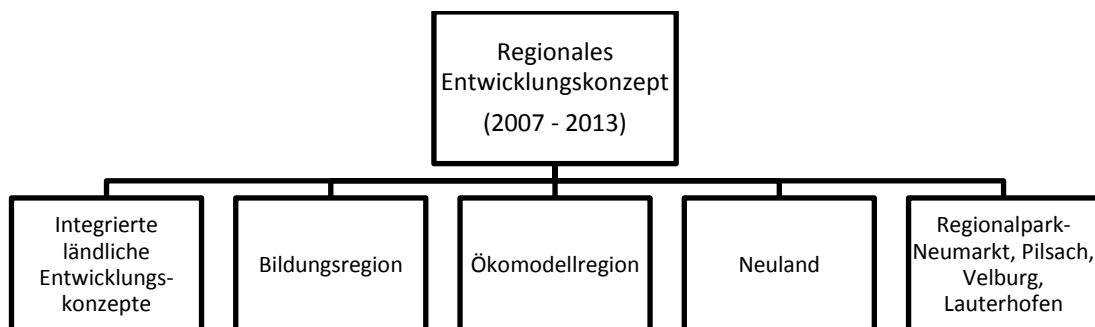 Regionales
Entwicklungskonzept
(2007 - 2013)
Integrierte
ländliche
Entwicklungs-
konzepte
Bildungsregion
Ökomodellregion
Neuland
Regionalpark-
Neumarkt, Pilsach,
Velburg,
Lauterhofen